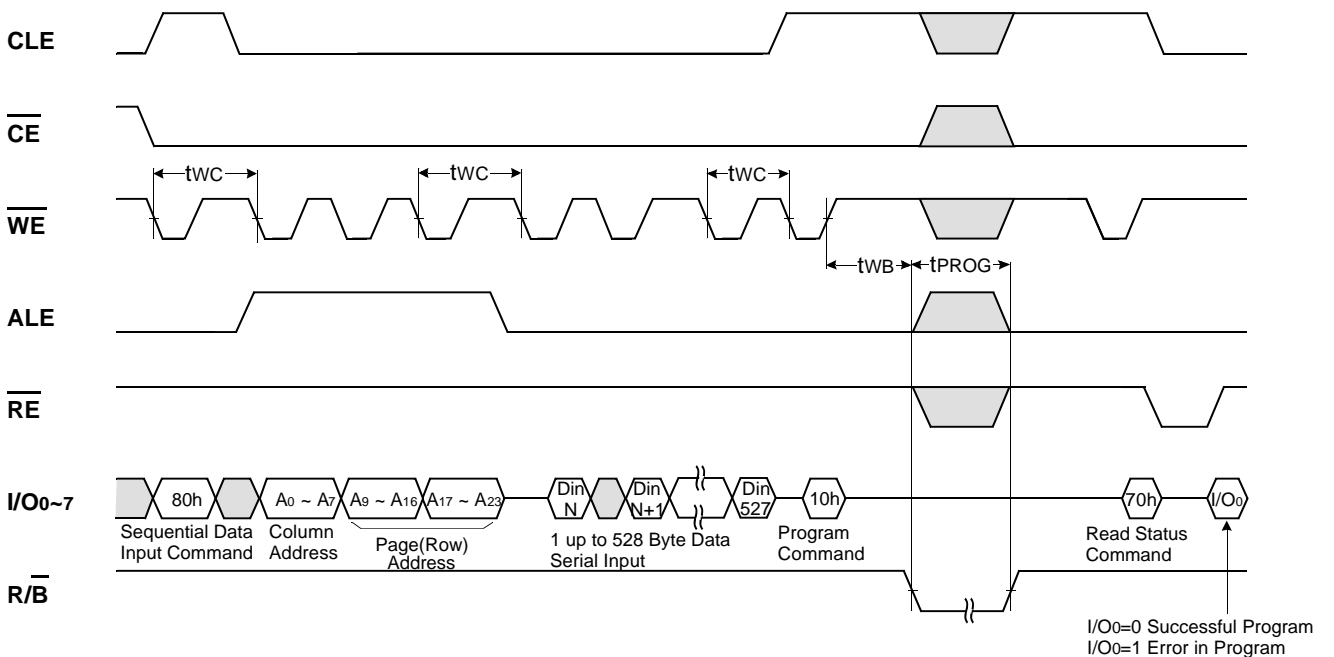 CLE
CE
tWC
tWC
tWC
WE
tWB
tPROG
ALE
RE
I/O0~7
80h
A0 ~ A7
A9 ~ A16
A17 ~ A23
Din N
Din N+1
Din 527
10h
70h
I/O0
Sequential Data
Input Command
Column
Address
Page(Row)
Address
1 up to 528 Byte Data
Serial Input
Program
Command
Read Status
Command
R/B
I/O0=0 Successful Program
I/O0=1 Error in Program